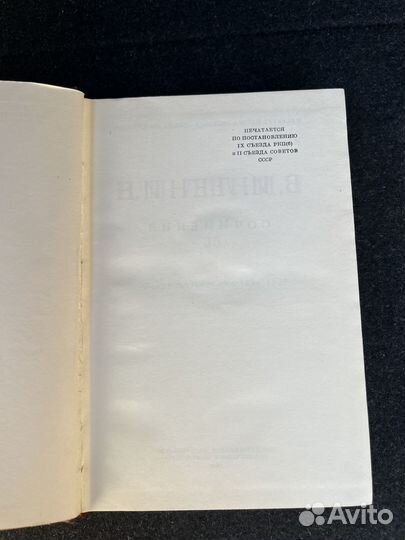 ПЕЧАТАЕТСЯ
ПО ПОСТАНОВЛЕНИЮ
IX СЪЕЗДА РКП(б)
и II СЪЕЗДА СОВЕТОВ
СССР
В. И. ЛЕНИН
СОЧИНЕНИЯ
Avito